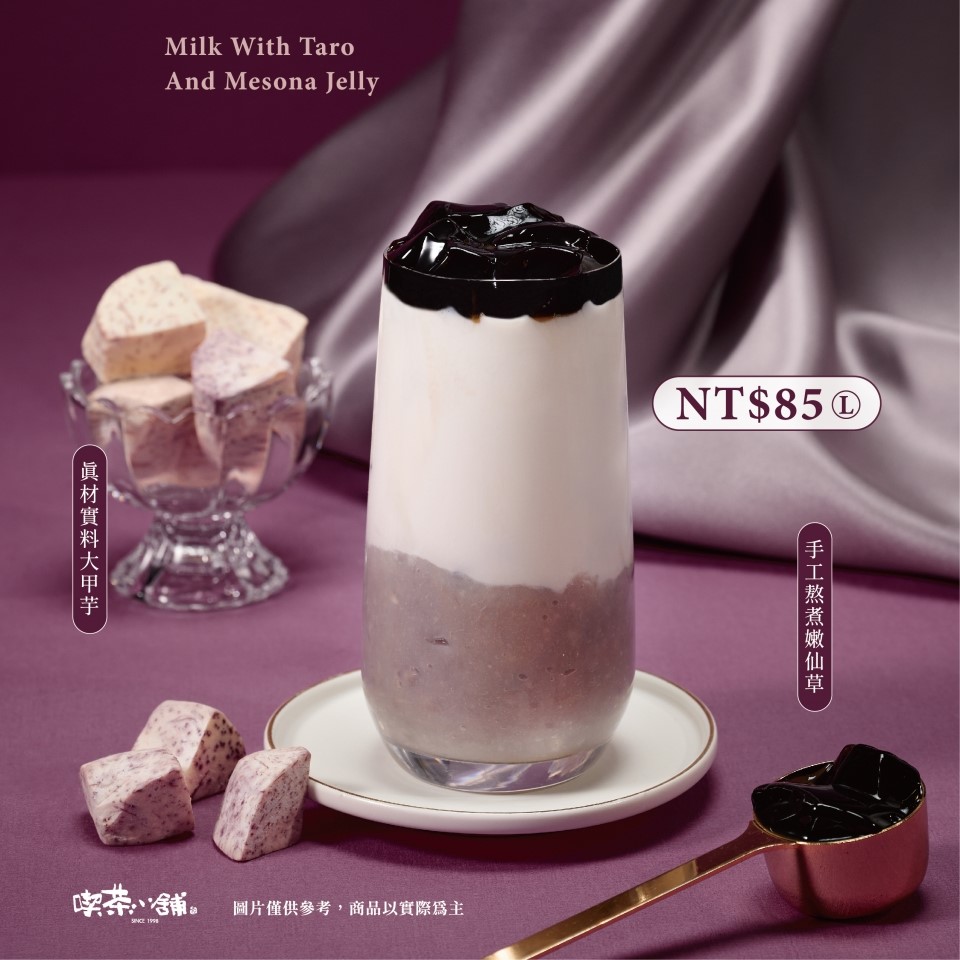 Milk With Taro
And Mesona Jelly
NT$85 Ⓛ
眞材實料大甲芋
手工熬煮嫩仙草
喫茶小舖
SINCE 1998
圖片僅供參考，商品以實際爲主